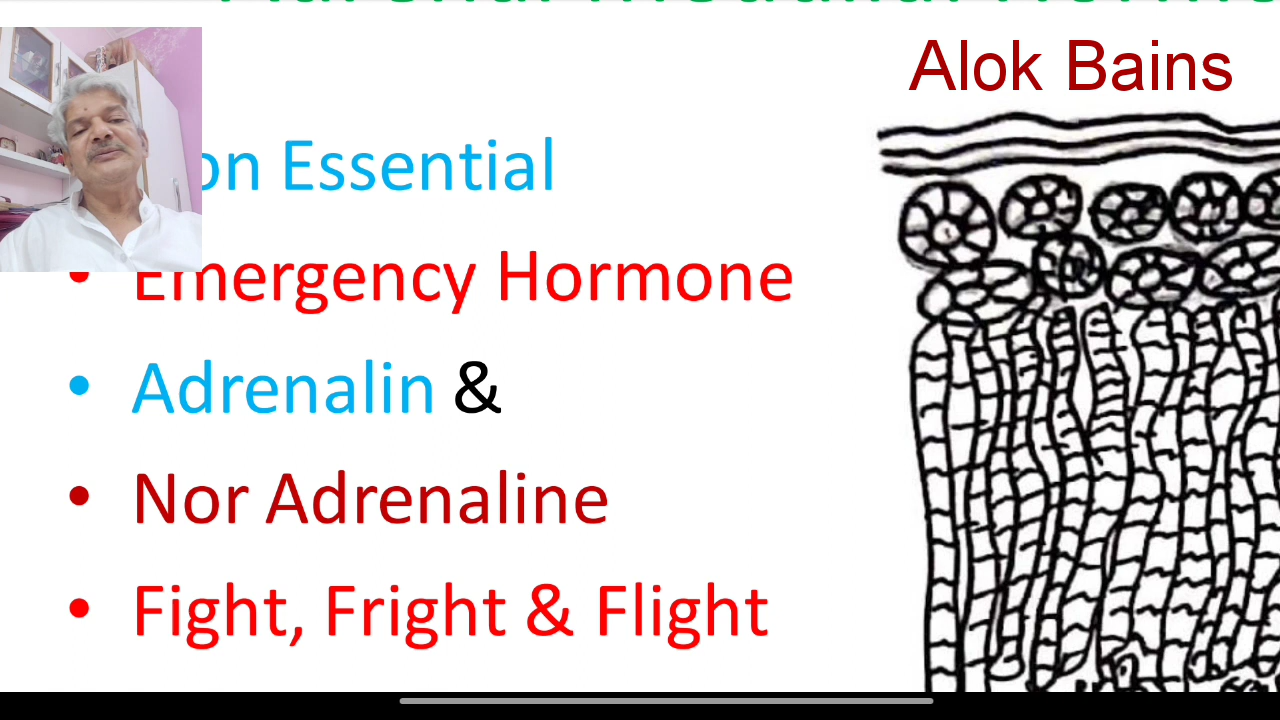 Alok Bains
on Essential
Emergency Hormone
Adrenalin &
Nor Adrenaline
Fight, Fright & Flight